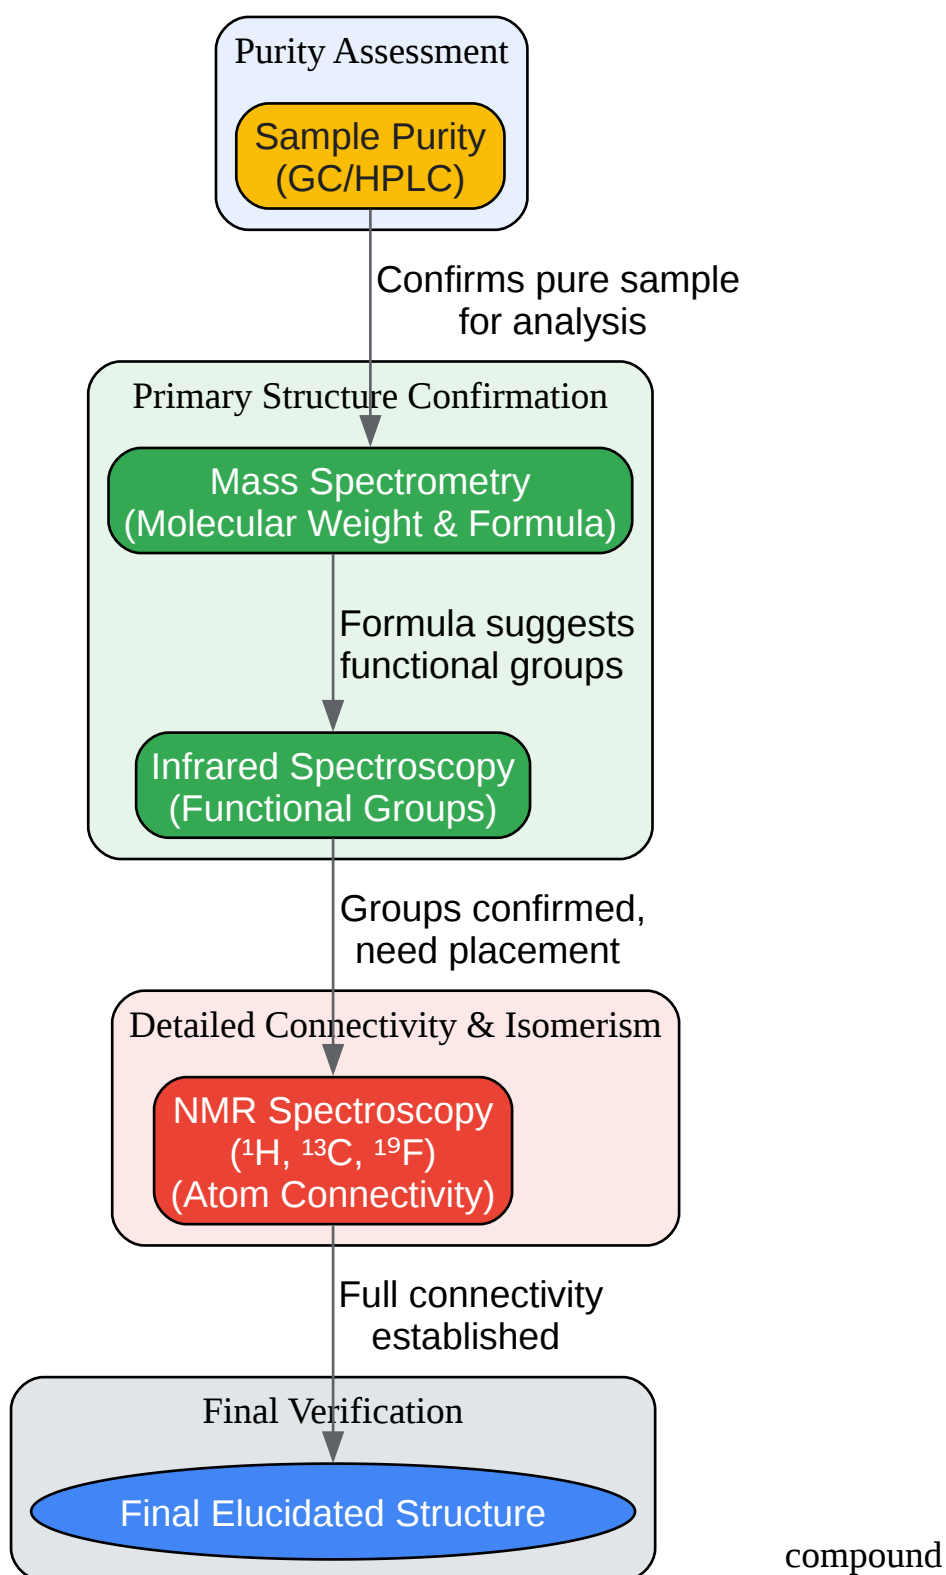 Purity Assessment
Sample Purity
(GC/HPLC)
Confirms pure sample
for analysis
Primary Structure Confirmation
Mass Spectrometry
(Molecular Weight & Formula)
Formula suggests
functional groups
Infrared Spectroscopy
(Functional Groups)
Groups confirmed,
need placement
Detailed Connectivity & Isomerism
NMR Spectroscopy
(¹H, ¹³C, ¹⁹F)
(Atom Connectivity)
Full connectivity
established
Final Verification
Final Elucidated Structure
compound